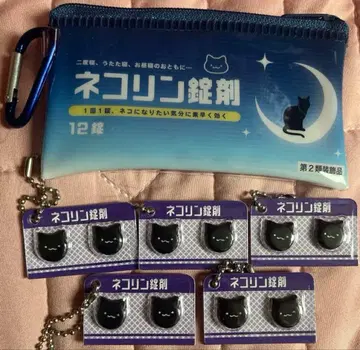 二度寝、うたた寝、お昼寝のおともに…
ネコリン錠剤
1回1錠、ネコになりたい気分に素早く効く
12錠
第2類装飾品
ネコリン錠剤
ネコリン錠剤
ネコリン錠剤
ネコリン錠剤
ネコリン錠剤